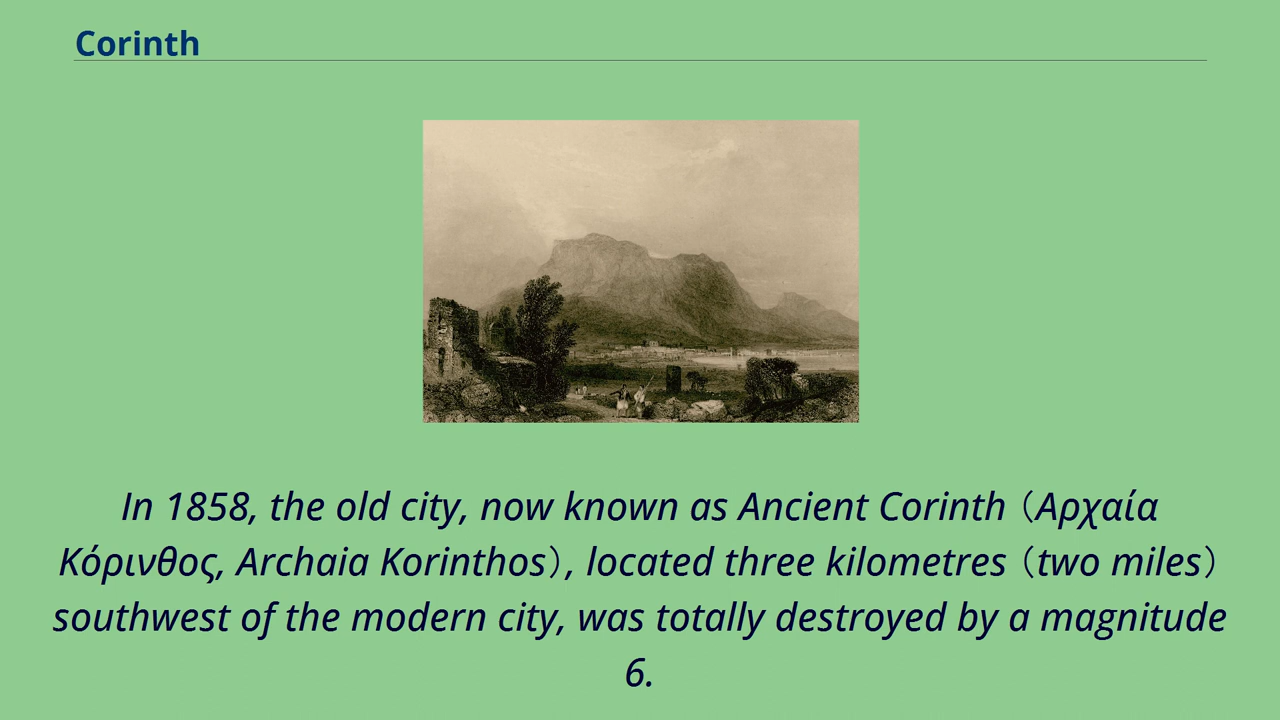 Corinth
In 1858, the old city, now known as Ancient Corinth（Αρχαία
Κόρινθος, Archaia Korinthos）, located three kilometres（two miles）
southwest of the modern city, was totally destroyed by a magnitude
6.